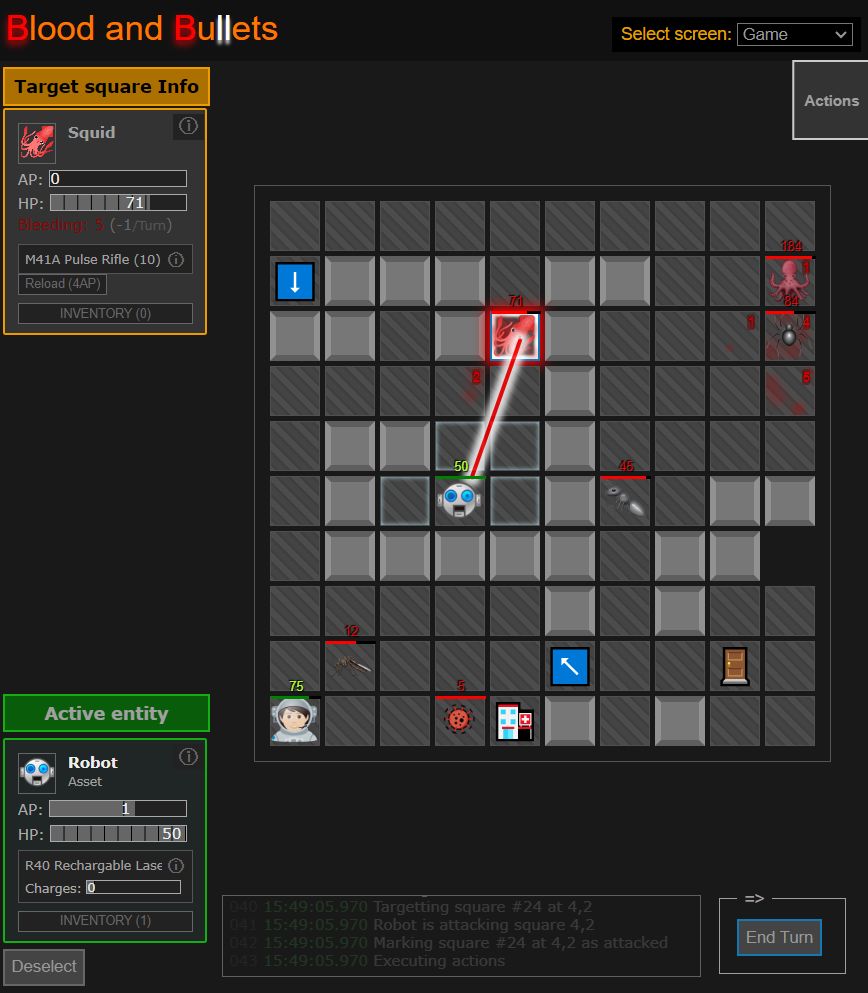 Blood and Bullets
Select screen: Game
Target square Info
Actions
Squid
AP: 0
HP: 71
Bleeding: 5 (-1/Turn)
M41A Pulse Rifle (10)
Reload (4AP)
INVENTORY (0)
184
1
71
84
1
4
2
5
50
45
12
75
5
Active entity
Robot
Asset
AP: 1
HP: 50
R40 Rechargable Lase
Charges: 0
INVENTORY (1)
Deselect
040 15:49:05.970 Targetting square #24 at 4,2
041 15:49:05.970 Robot is attacking square 4,2
042 15:49:05.970 Marking square #24 at 4,2 as attacked
043 15:49:05.970 Executing actions
=>
End Turn